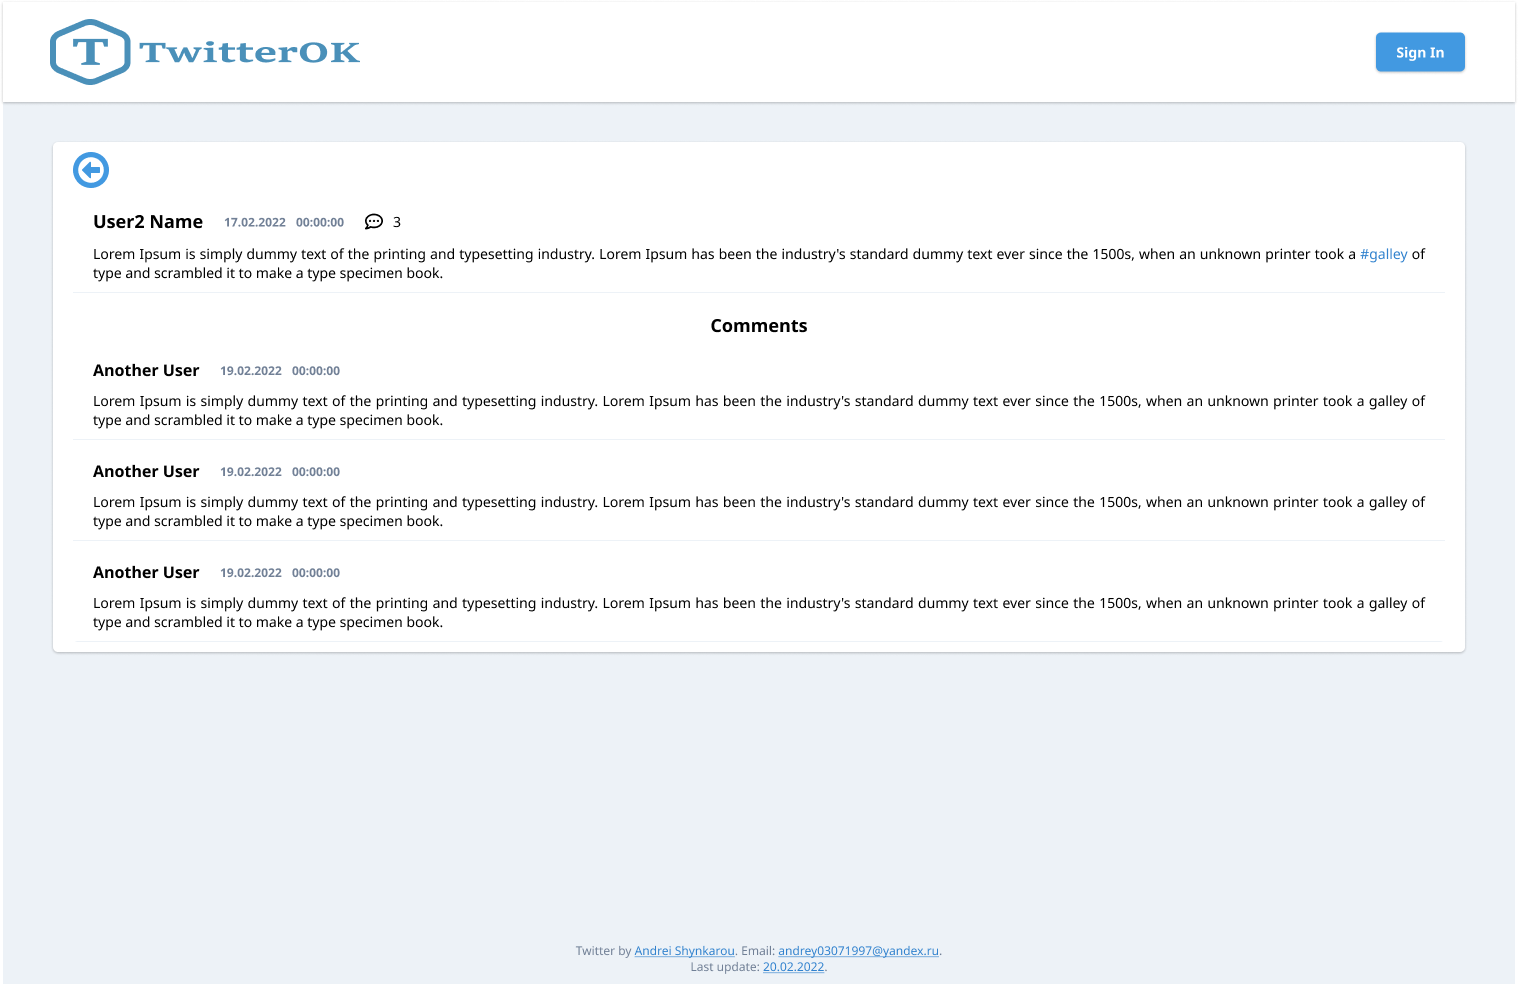 T TwitterOK
Sign In
User2 Name 17.02.2022 00:00:00 3
Lorem Ipsum is simply dummy text of the printing and typesetting industry. Lorem Ipsum has been the industry's standard dummy text ever since the 1500s, when an unknown printer took a #galley of
type and scrambled it to make a type specimen book.
Comments
Another User 19.02.2022 00:00:00
Lorem Ipsum is simply dummy text of the printing and typesetting industry. Lorem Ipsum has been the industry's standard dummy text ever since the 1500s, when an unknown printer took a galley of
type and scrambled it to make a type specimen book.
Another User 19.02.2022 00:00:00
Lorem Ipsum is simply dummy text of the printing and typesetting industry. Lorem Ipsum has been the industry's standard dummy text ever since the 1500s, when an unknown printer took a galley of
type and scrambled it to make a type specimen book.
Another User 19.02.2022 00:00:00
Lorem Ipsum is simply dummy text of the printing and typesetting industry. Lorem Ipsum has been the industry's standard dummy text ever since the 1500s, when an unknown printer took a galley of
type and scrambled it to make a type specimen book.
Twitter by Andrei Shynkarou. Email: andrey03071997@yandex.ru.
Last update: 20.02.2022.